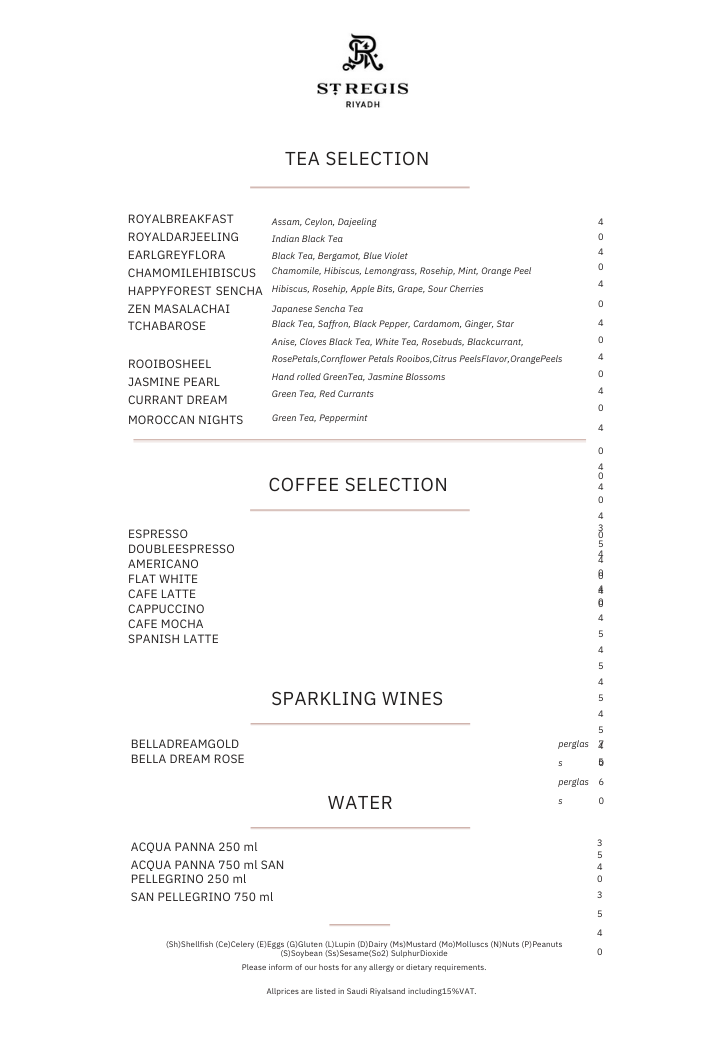 ST REGIS
RIYADH
TEA SELECTION
ROYALBREAKFAST Assam, Ceylon, Dajeeling 4
ROYALDARJEELING Indian Black Tea 0
EARLGREYFLORA Black Tea, Bergamot, Blue Violet 4
CHAMOMILEHIBISCUS Chamomile, Hibiscus, Lemongrass, Rosehip, Mint, Orange Peel 0
HAPPYFOREST SENCHA Hibiscus, Rosehip, Apple Bits, Grape, Sour Cherries 4
ZEN MASALACHAI Japanese Sencha Tea 0
TCHABAROSE Black Tea, Saffron, Black Pepper, Cardamom, Ginger, Star 4
Anise, Cloves Black Tea, White Tea, Rosebuds, Blackcurrant, 0
RosePetals,Cornflower Petals Rooibos,Citrus PeelsFlavor,OrangePeels 4
ROOIBOSHEEL
JASMINE PEARL Hand rolled GreenTea, Jasmine Blossoms 0
CURRANT DREAM Green Tea, Red Currants 4
0
MOROCCAN NIGHTS Green Tea, Peppermint 4
0
4
0
4
COFFEE SELECTION
0
4
ESPRESSO
DOUBLEESPRESSO
AMERICANO
FLAT WHITE
CAFE LATTE
CAPPUCCINO
CAFE MOCHA 4
SPANISH LATTE 5
4
5
4
SPARKLING WINES 5
4
5
BELLADREAMGOLD perglas
BELLA DREAM ROSE s
perglas 6
WATER s 0
ACQUA PANNA 250 ml 3
5
ACQUA PANNA 750 ml SAN 4
PELLEGRINO 250 ml 0
SAN PELLEGRINO 750 ml 3
5
4
(Sh)Shellfish (Ce)Celery (E)Eggs (G)Gluten (L)Lupin (D)Dairy (Ms)Mustard (Mo)Molluscs (N)Nuts (P)Peanuts
(S)Soybean (Ss)Sesame(So2) SulphurDioxide 0
Please inform of our hosts for any allergy or dietary requirements.
Allprices are listed in Saudi Riyalsand including15%VAT.